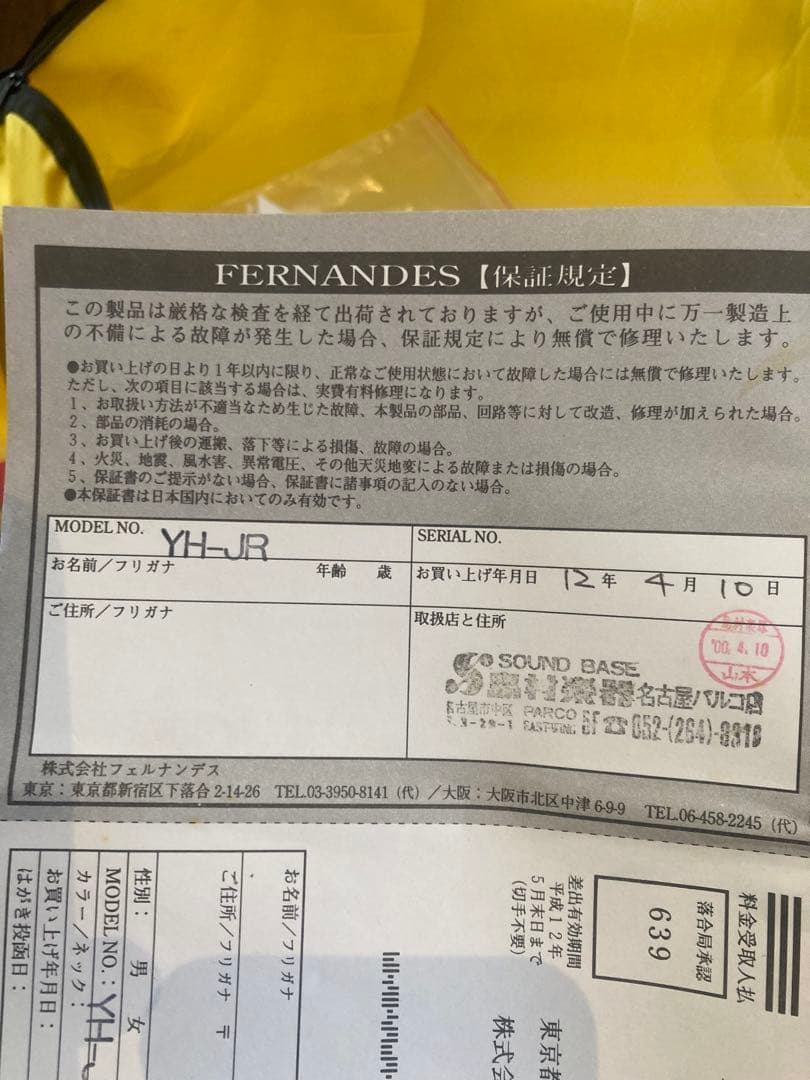 FERNANDES【保証規定】
この製品は厳格な検査を経て出荷されておりますが、ご使用中に万一製造上
の不備による故障が発生した場合、保証規定により無償で修理いたします。
●お買い上げの日より1年以内に限り、正常なご使用状態において故障した場合には無償で修理いたします。
ただし、次の項目に該当する場合は、実費有料修理になります。
1、お取扱い方法が不適当なため生じた故障、本製品の部品、回路等に対して改造、修理が加えられた場合。
2、部品の消耗の場合。
3、お買い上げ後の運搬、落下等による損傷、故障の場合。
4、火災、地震、風水害、異常電圧、その他天災地変による故障または損傷の場合。
5、保証書のご提示がない場合、保証書に諸事項の記入のない場合。
●本保証書は日本国内においてのみ有効です。
MODEL NO. YH-JR
SERIAL NO.
お名前/フリガナ 年齢 歳
お買い上げ年月日 12年 4月 10日
ご住所/フリガナ
取扱店と住所
'00. 4. 10
山本
SOUND BASE
島村楽器名古屋パルコ店
名古屋市中区 PARCO
EAST-WING 6F ☎052-(264)-8316
株式会社フェルナンデス
東京：東京都新宿区下落合 2-14-26 TEL.03-3950-8141（代）/大阪：大阪市北区中津 6-9-9 TEL.06-458-2245（代）
料金受取人払
落合局承認
639
差出有効期間
平成12年
5月末日まで
(切手不要)
東京都
株式会
お名前/フリガナ
ご住所/フリガナ 〒
性別： 男 女
MODEL NO.：YH-J
カラー/ネック：
お買い上げ年月日：
はがき投函日：